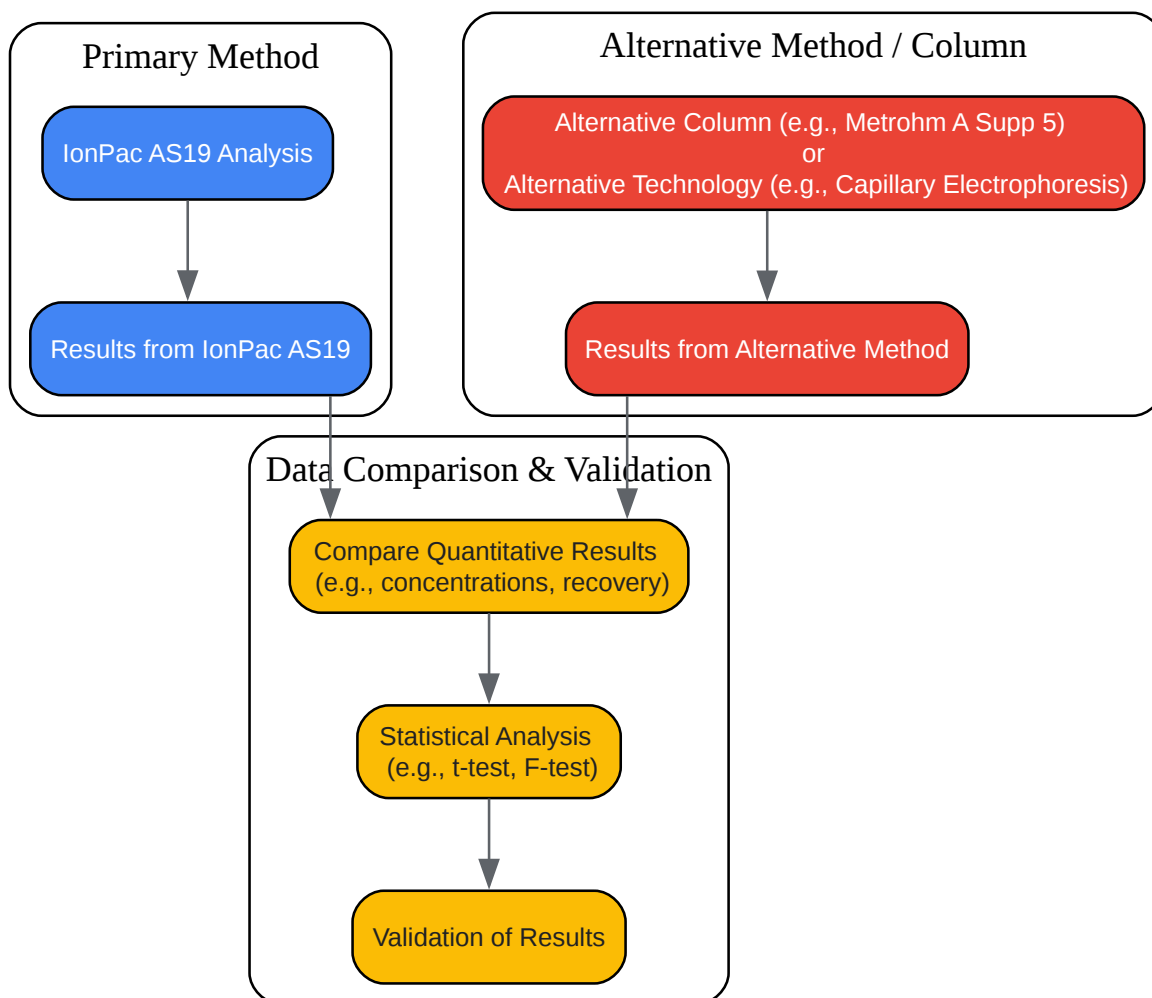 Primary Method
IonPac AS19 Analysis
Results from IonPac AS19
Alternative Method / Column
Alternative Column (e.g., Metrohm A Supp 5)
or
Alternative Technology (e.g., Capillary Electrophoresis)
Results from Alternative Method
Data Comparison & Validation
Compare Quantitative Results
(e.g., concentrations, recovery)
Statistical Analysis
(e.g., t-test, F-test)
Validation of Results